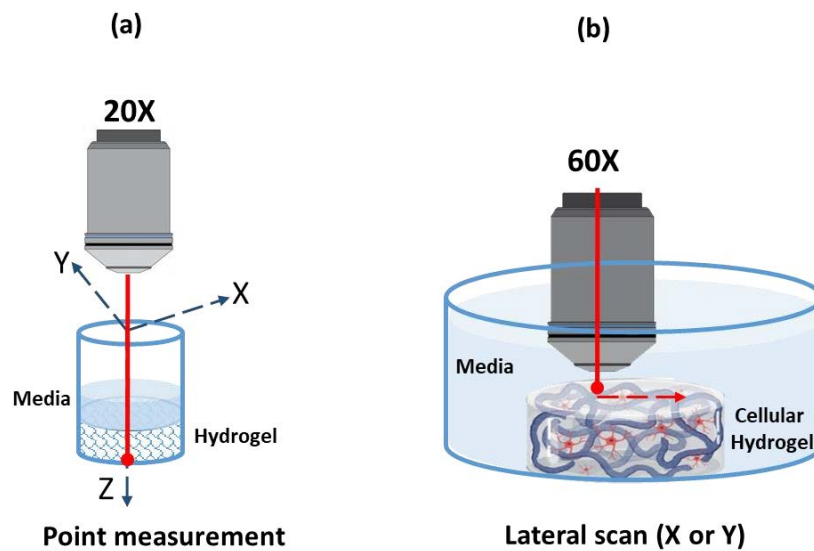 (a)
20X
Y
X
Media
Hydrogel
Z
Point measurement
(b)
60X
Media
Cellular
Hydrogel
Lateral scan (X or Y)